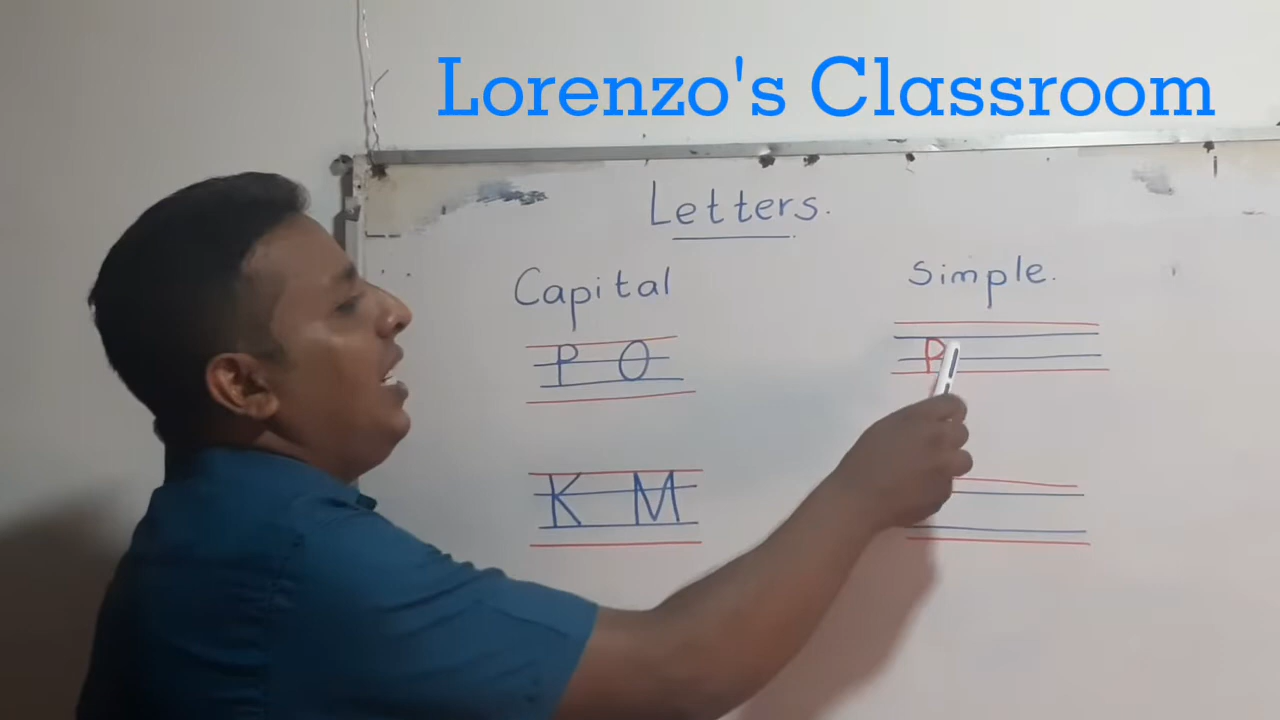 Lorenzo's Classroom
Letters.
Capital
Simple.
P O
P
K M